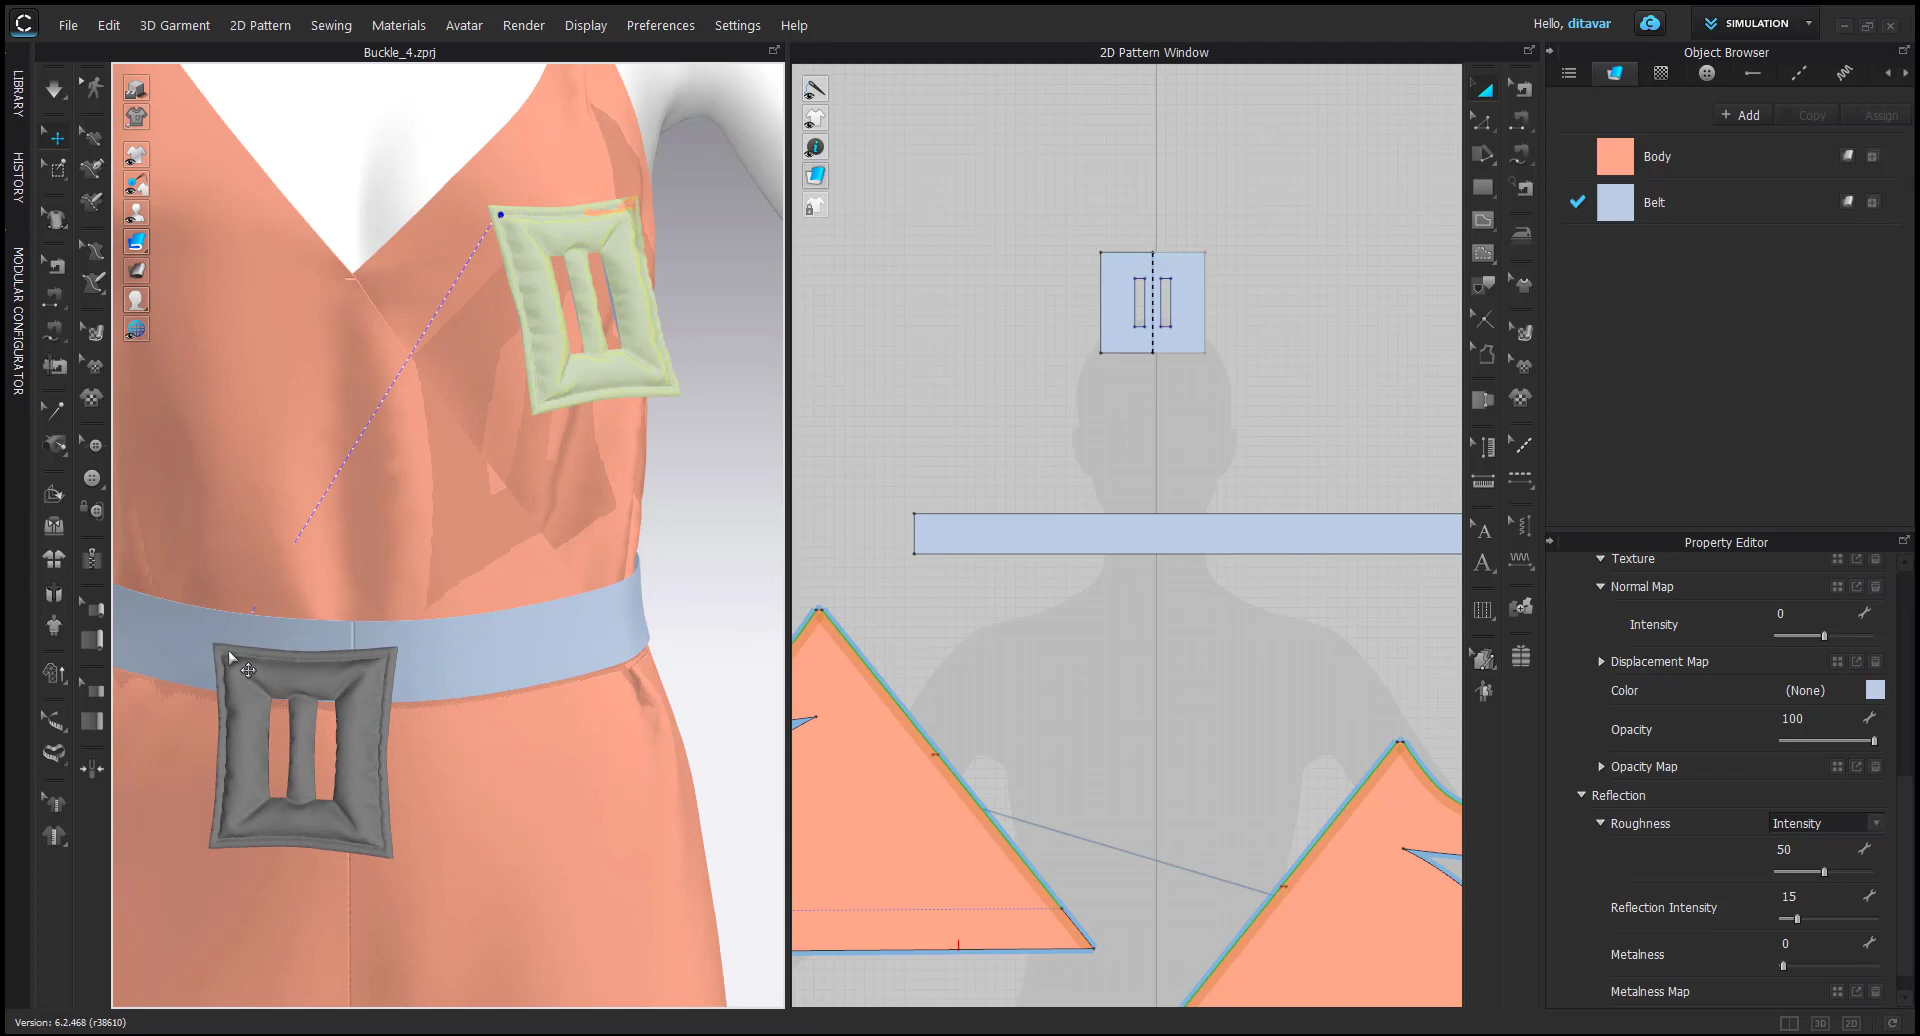 File Edit 3D Garment 2D Pattern Sewing Materials Avatar Render Display Preferences Settings Help
Hello, ditavar
SIMULATION
Buckle_4.zprj
2D Pattern Window
Object Browser
LIBRARY
HISTORY
MODULAR CONFIGURATOR
+ Add Copy Assign
Body
Belt
Property Editor
Texture
Normal Map
0
Intensity
Displacement Map
Color (None)
100
Opacity
Opacity Map
Reflection
Roughness Intensity
50
15
Reflection Intensity
0
Metalness
Metalness Map
A
A
Version: 6.2.468 (r38610)
3D 2D